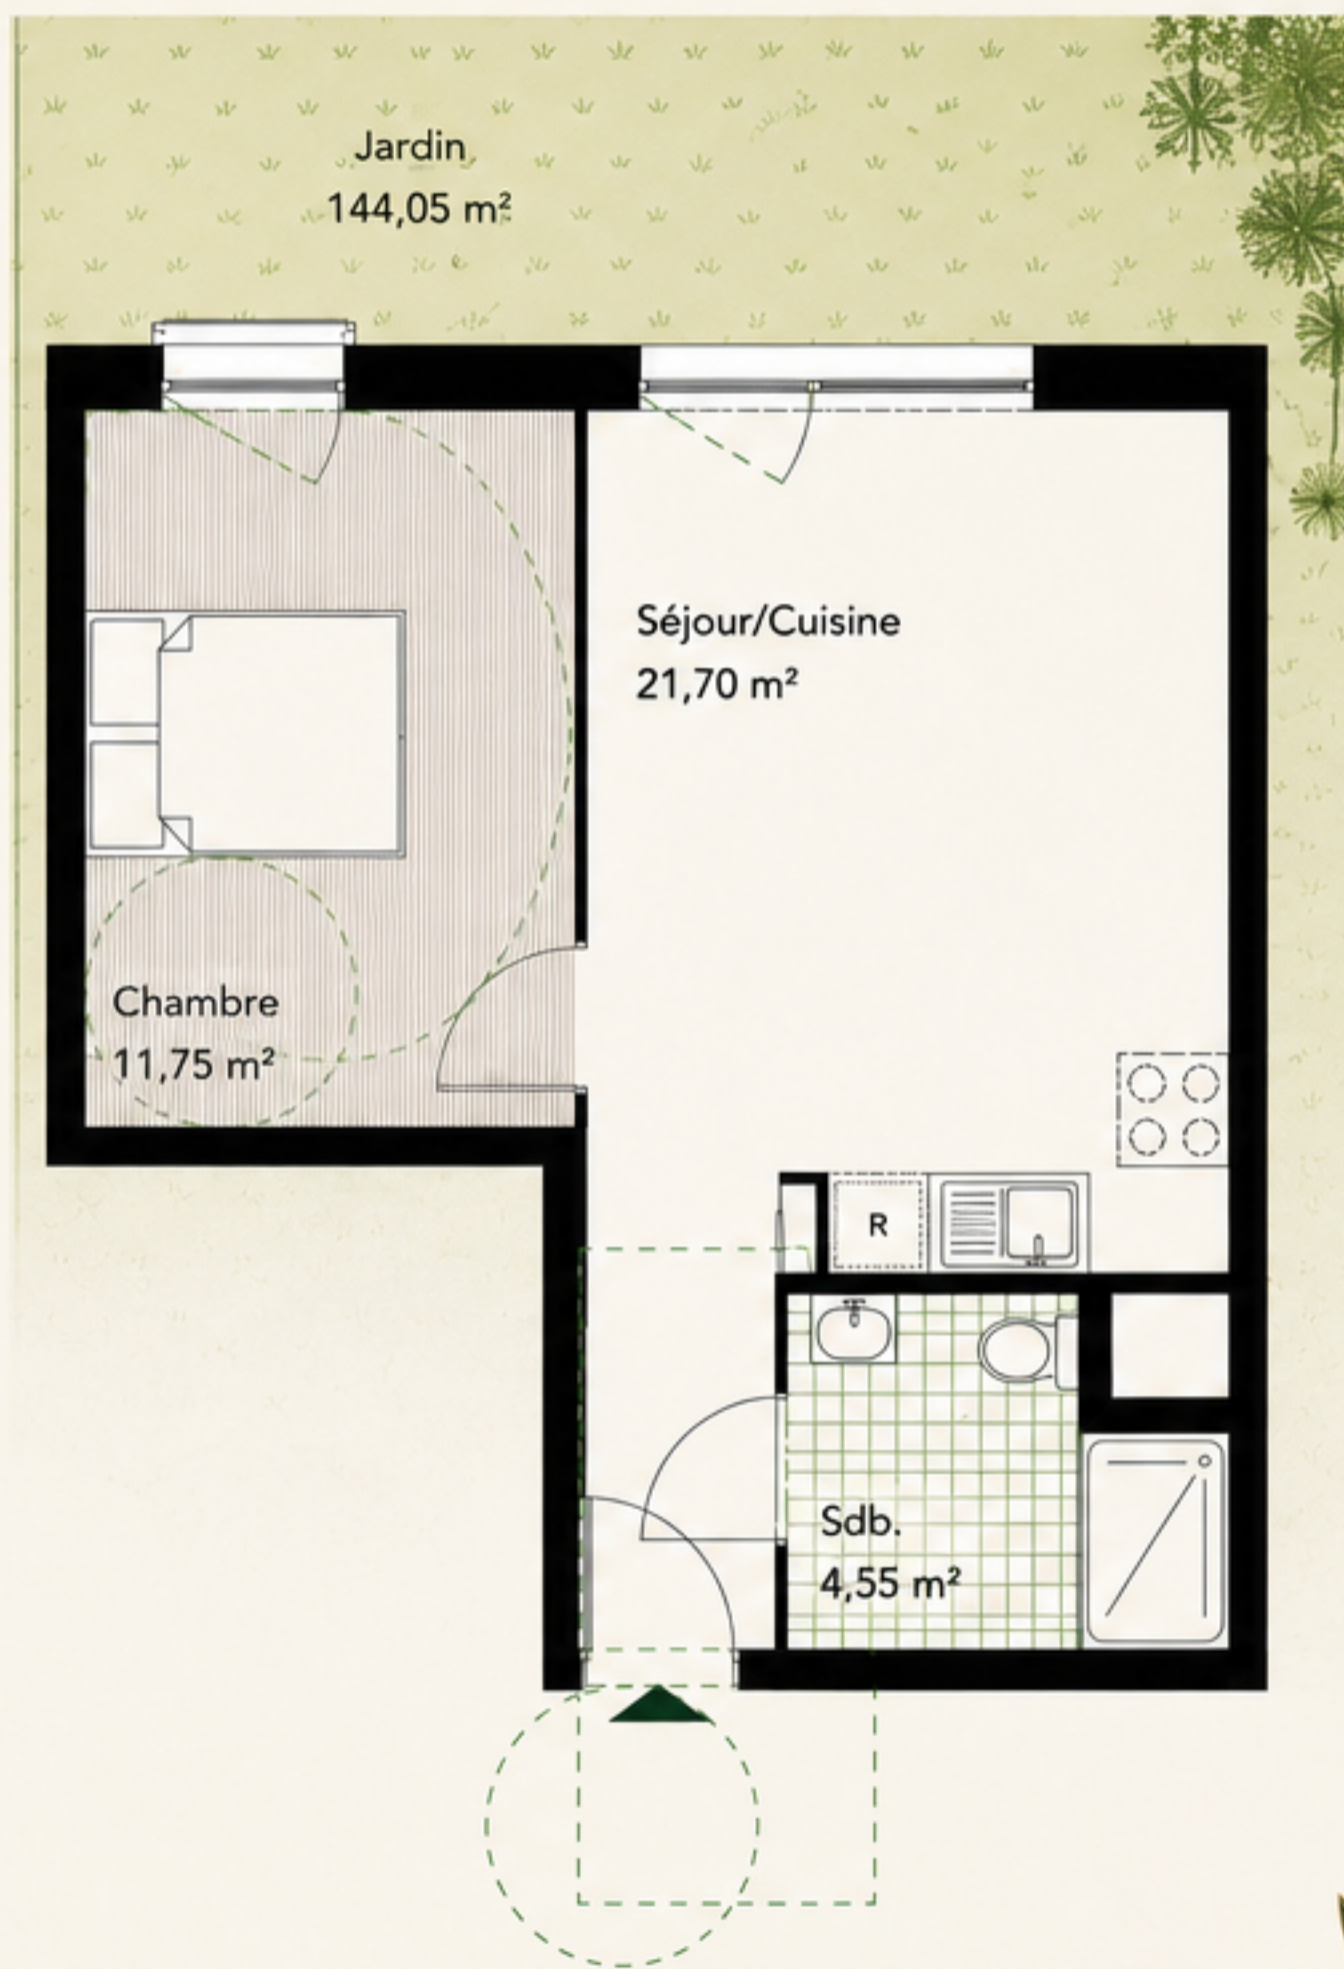 Jardin
144,05 m²
Séjour/Cuisine
21,70 m²
Chambre
11,75 m²
R
Sdb.
4,55 m²